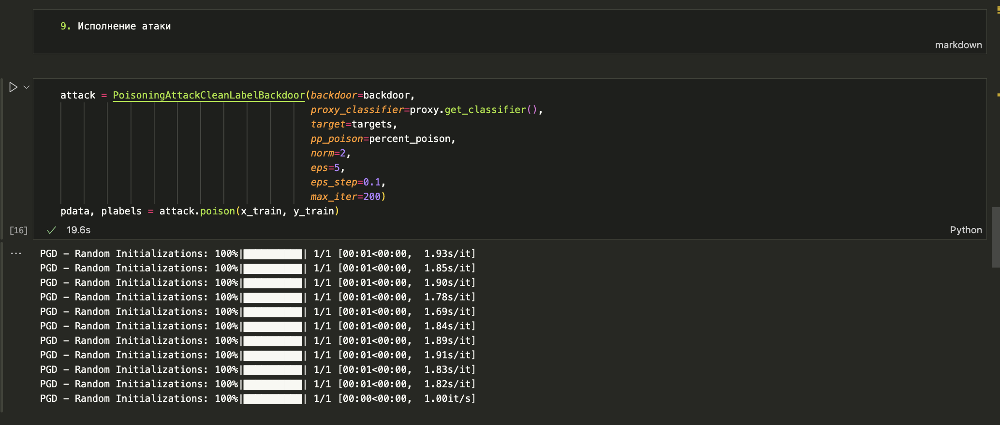 9. Исполнение атаки
markdown
attack = PoisoningAttackCleanLabelBackdoor(backdoor=backdoor,
proxy_classifier=proxy.get_classifier(),
target=targets,
pp_poison=percent_poison,
norm=2,
eps=5,
eps_step=0.1,
max_iter=200)
pdata, plabels = attack.poison(x_train, y_train)
[16] 19.6s Python
PGD - Random Initializations: 100%|██████████| 1/1 [00:01<00:00, 1.93s/it]
PGD - Random Initializations: 100%|██████████| 1/1 [00:01<00:00, 1.85s/it]
PGD - Random Initializations: 100%|██████████| 1/1 [00:01<00:00, 1.90s/it]
PGD - Random Initializations: 100%|██████████| 1/1 [00:01<00:00, 1.78s/it]
PGD - Random Initializations: 100%|██████████| 1/1 [00:01<00:00, 1.69s/it]
PGD - Random Initializations: 100%|██████████| 1/1 [00:01<00:00, 1.84s/it]
PGD - Random Initializations: 100%|██████████| 1/1 [00:01<00:00, 1.89s/it]
PGD - Random Initializations: 100%|██████████| 1/1 [00:01<00:00, 1.91s/it]
PGD - Random Initializations: 100%|██████████| 1/1 [00:01<00:00, 1.83s/it]
PGD - Random Initializations: 100%|██████████| 1/1 [00:01<00:00, 1.82s/it]
PGD - Random Initializations: 100%|██████████| 1/1 [00:00<00:00, 1.00it/s]